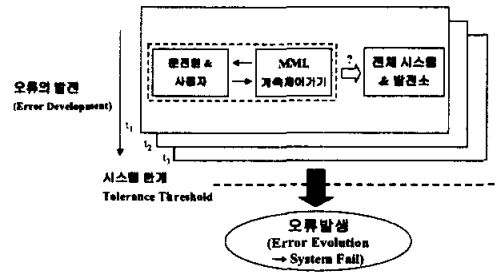 운전원 &
사용자
MMI,
계측제어기기
?
전체 시스템
& 발전소
오류의 발전
(Error Development)
t1
t2
t3
시스템 한계
Tolerance Threshold
오류발생
(Error Evolution
→ System Fail)